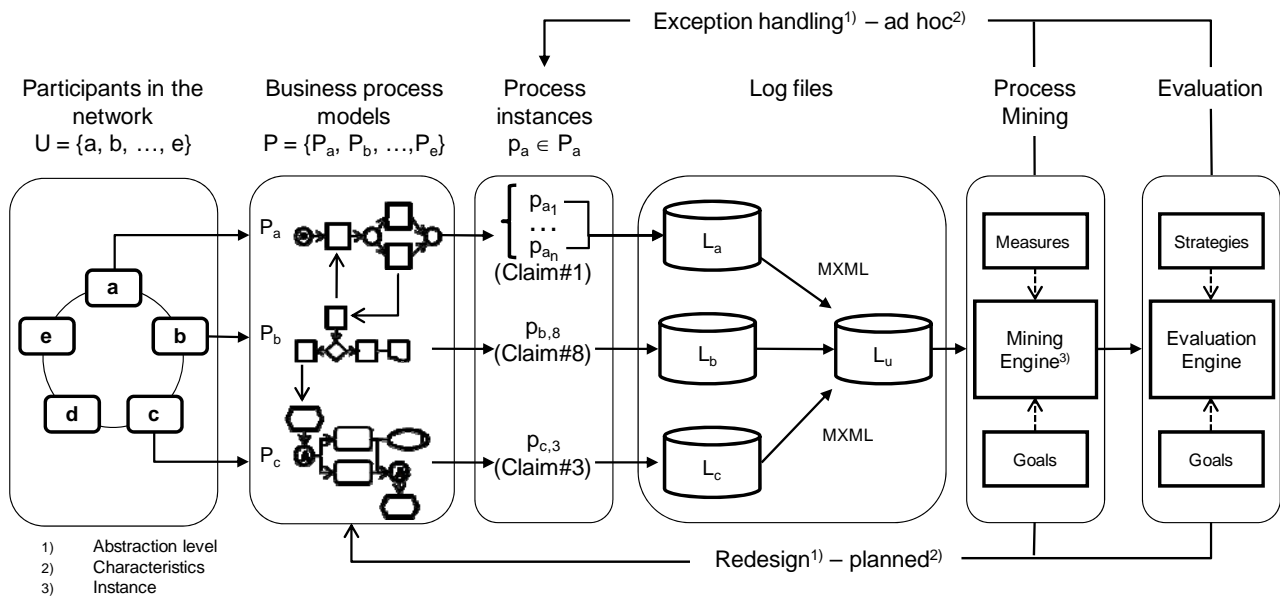 Exception handling1) – ad hoc2)
Participants in the
network
U = {a, b, …, e}
Business process
models
P = {Pa, Pb, …,Pe}
Process
instances
pa ∈ Pa
Log files
Process
Mining
Evaluation
a
b
c
d
e
Pa
Pb
Pc
pa1
…
pan
(Claim#1)
pb,8
(Claim#8)
pc,3
(Claim#3)
La
Lb
Lc
MXML
MXML
Lu
Measures
Mining
Engine3)
Goals
Strategies
Evaluation
Engine
Goals
Redesign1) – planned2)
1) Abstraction level
2) Characteristics
3) Instance